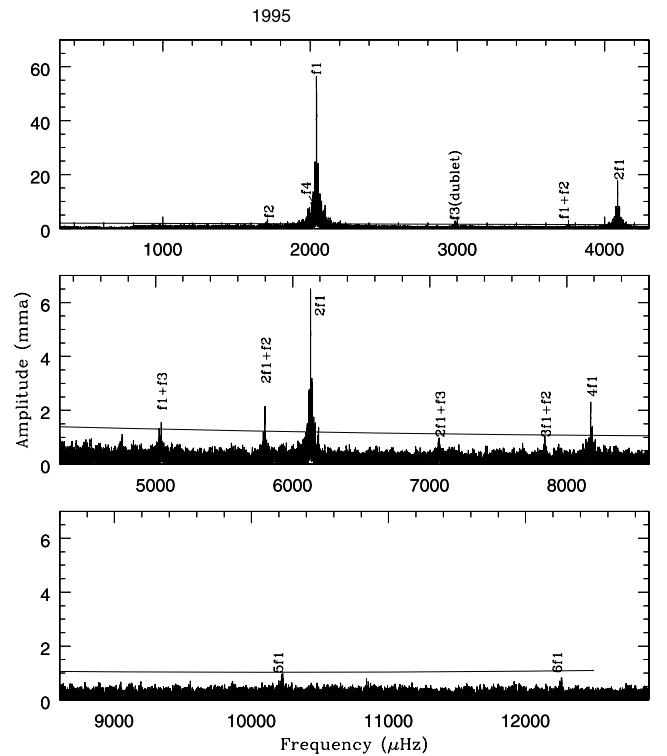 1995
60
40
20
0
f2
f4
f1
f3(dublet)
f1+f2
2f1
1000 2000 3000 4000
Amplitude (mma)
6
4
2
0
f1+f3
2f1+f2
2f1
2f1+f3
3f1+f2
4f1
5000 6000 7000 8000
6
4
2
0
5f1
6f1
9000 10000 11000 12000
Frequency (μHz)